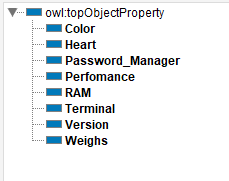 owl:topObjectProperty
Color
Heart
Password_Manager
Perfomance
RAM
Terminal
Version
Weighs